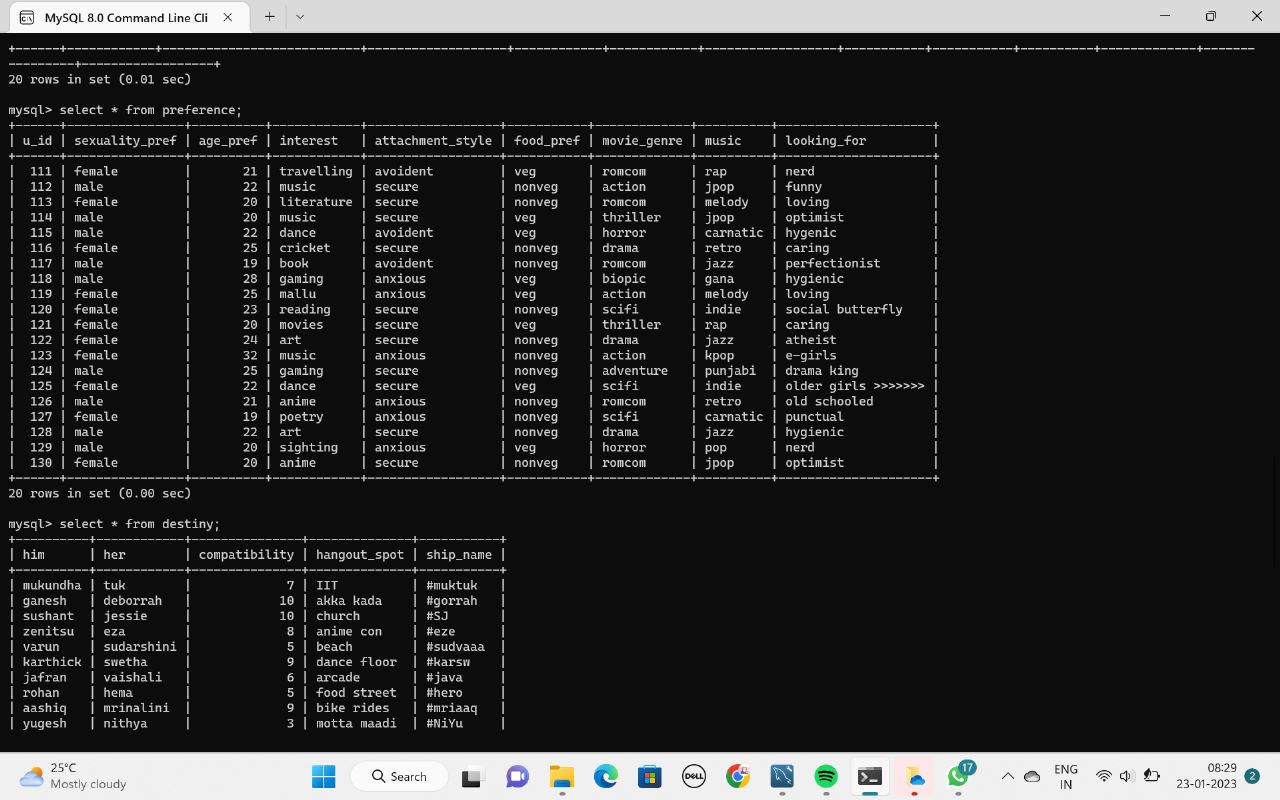 MySQL 8.0 Command Line Cli
+------+------------+---------------------------+-------------------+------------+------------+------------------+-----------+-----------+----------+-------------+-------
---------+------------------+
20 rows in set (0.01 sec)
mysql> select * from preference;
+------+----------------+----------+------------+------------------+-----------+-------------+----------+---------------------+
| u_id | sexuality_pref | age_pref | interest   | attachment_style | food_pref | movie_genre | music    | looking_for         |
+------+----------------+----------+------------+------------------+-----------+-------------+----------+---------------------+
|  111 | female         |       21 | travelling | avoident         | veg       | romcom      | rap      | nerd                |
|  112 | male           |       22 | music      | secure           | nonveg    | action      | jpop     | funny               |
|  113 | female         |       20 | literature | secure           | nonveg    | romcom      | melody   | loving              |
|  114 | male           |       20 | music      | secure           | veg       | thriller    | jpop     | optimist            |
|  115 | male           |       22 | dance      | avoident         | veg       | horror      | carnatic | hygenic             |
|  116 | female         |       25 | cricket    | secure           | nonveg    | drama       | retro    | caring              |
|  117 | male           |       19 | book       | avoident         | nonveg    | romcom      | jazz     | perfectionist       |
|  118 | male           |       28 | gaming     | anxious          | veg       | biopic      | gana     | hygienic            |
|  119 | female         |       25 | mallu      | anxious          | veg       | action      | melody   | loving              |
|  120 | female         |       23 | reading    | secure           | nonveg    | scifi       | indie    | social butterfly    |
|  121 | female         |       20 | movies     | secure           | veg       | thriller    | rap      | caring              |
|  122 | female         |       24 | art        | secure           | nonveg    | drama       | jazz     | atheist             |
|  123 | female         |       32 | music      | anxious          | nonveg    | action      | kpop     | e-girls             |
|  124 | male           |       25 | gaming     | secure           | nonveg    | adventure   | punjabi  | drama king          |
|  125 | female         |       22 | dance      | secure           | veg       | scifi       | indie    | older girls >>>>>>> |
|  126 | male           |       21 | anime      | anxious          | nonveg    | romcom      | retro    | old schooled        |
|  127 | female         |       19 | poetry     | anxious          | nonveg    | scifi       | carnatic | punctual            |
|  128 | male           |       22 | art        | secure           | nonveg    | drama       | jazz     | hygienic            |
|  129 | male           |       20 | sighting   | anxious          | veg       | horror      | pop      | nerd                |
|  130 | female         |       20 | anime      | secure           | nonveg    | romcom      | jpop     | optimist            |
+------+----------------+----------+------------+------------------+-----------+-------------+----------+---------------------+
20 rows in set (0.00 sec)
mysql> select * from destiny;
+----------+------------+---------------+--------------+-----------+
| him      | her        | compatibility | hangout_spot | ship_name |
+----------+------------+---------------+--------------+-----------+
| mukundha | tuk        |             7 | IIT          | #muktuk   |
| ganesh   | deborrah   |            10 | akka kada    | #gorrah   |
| sushant  | jessie     |            10 | church       | #SJ       |
| zenitsu  | eza        |             8 | anime con    | #eze      |
| varun    | sudarshini |             5 | beach        | #sudvaaa  |
| karthick | swetha     |             9 | dance floor  | #karsw    |
| jafran   | vaishali   |             6 | arcade       | #java     |
| rohan    | hema       |             5 | food street  | #hero     |
| aashiq   | mrinalini  |             9 | bike rides   | #mriaaq   |
| yugesh   | nithya     |             3 | motta maadi  | #NiYu     |
25°C
Mostly cloudy
Search
DELL
17
ENG
IN
08:29
23-01-2023
2